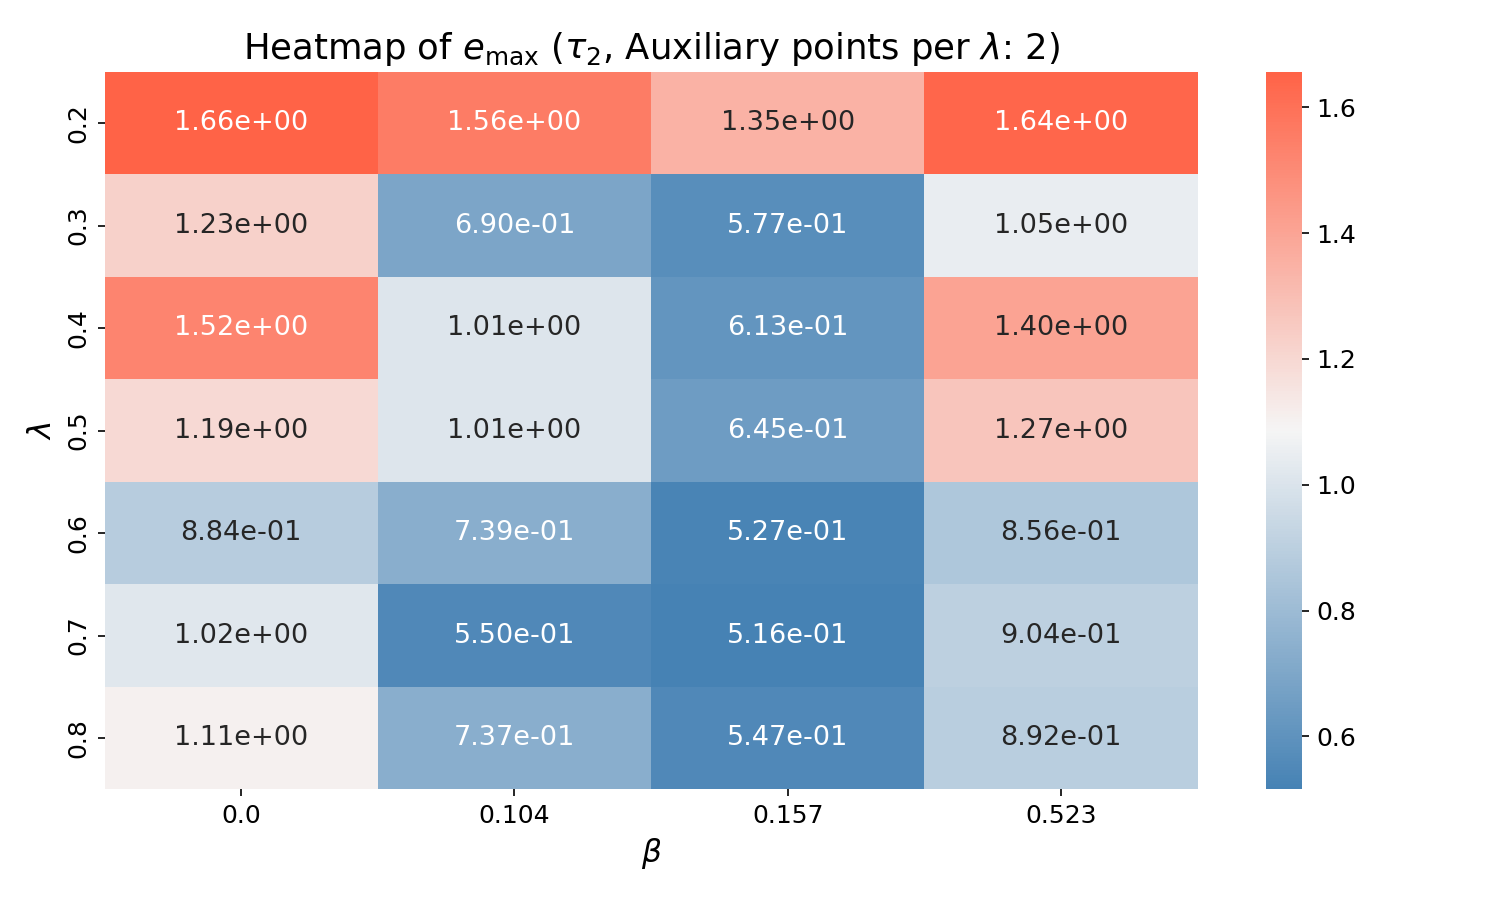 Heatmap of e_max (τ₂, Auxiliary points per λ: 2)
λ
0.2 1.66e+00 1.56e+00 1.35e+00 1.64e+00
0.3 1.23e+00 6.90e-01 5.77e-01 1.05e+00
0.4 1.52e+00 1.01e+00 6.13e-01 1.40e+00
0.5 1.19e+00 1.01e+00 6.45e-01 1.27e+00
0.6 8.84e-01 7.39e-01 5.27e-01 8.56e-01
0.7 1.02e+00 5.50e-01 5.16e-01 9.04e-01
0.8 1.11e+00 7.37e-01 5.47e-01 8.92e-01
0.0 0.104 0.157 0.523
β
1.6
1.4
1.2
1.0
0.8
0.6